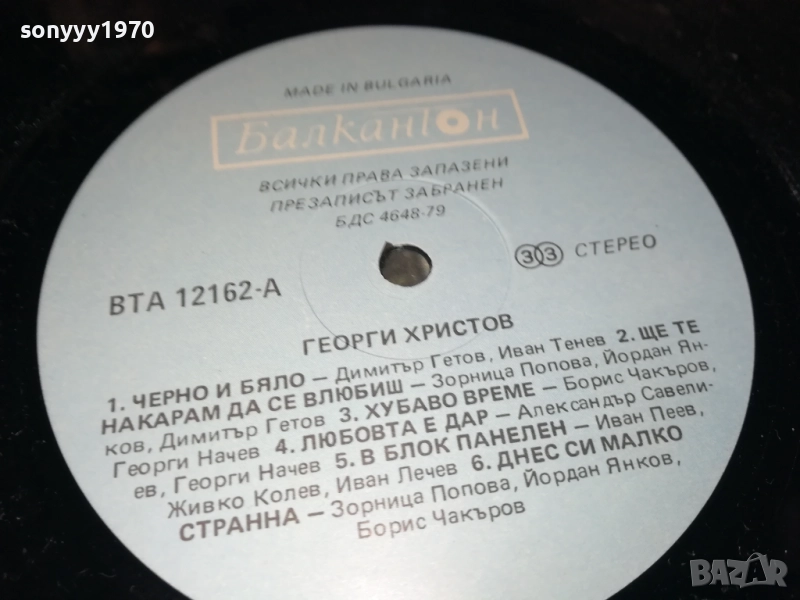 sonyyy1970
MADE IN BULGARIA
Балкантон
ВСИЧКИ ПРАВА ЗАПАЗЕНИ
ПРЕЗАПИСЪТ ЗАБРАНЕН
БДС 4648-79
ВТА 12162-А
33 СТЕРЕО
ГЕОРГИ ХРИСТОВ
1. ЧЕРНО И БЯЛО — Димитър Гетов, Иван Тенев 2. ЩЕ ТЕ
НАКАРАМ ДА СЕ ВЛЮБИШ — Зорница Попова, Йордан Ян-
ков, Димитър Гетов 3. ХУБАВО ВРЕМЕ — Борис Чакъров,
Георги Начев 4. ЛЮБОВТА Е ДАР — Александър Савели-
ев, Георги Начев 5. В БЛОК ПАНЕЛЕН — Иван Пеев,
Живко Колев, Иван Лечев 6. ДНЕС СИ МАЛКО
СТРАННА — Зорница Попова, Йордан Янков,
Борис Чакъров
BAZAR